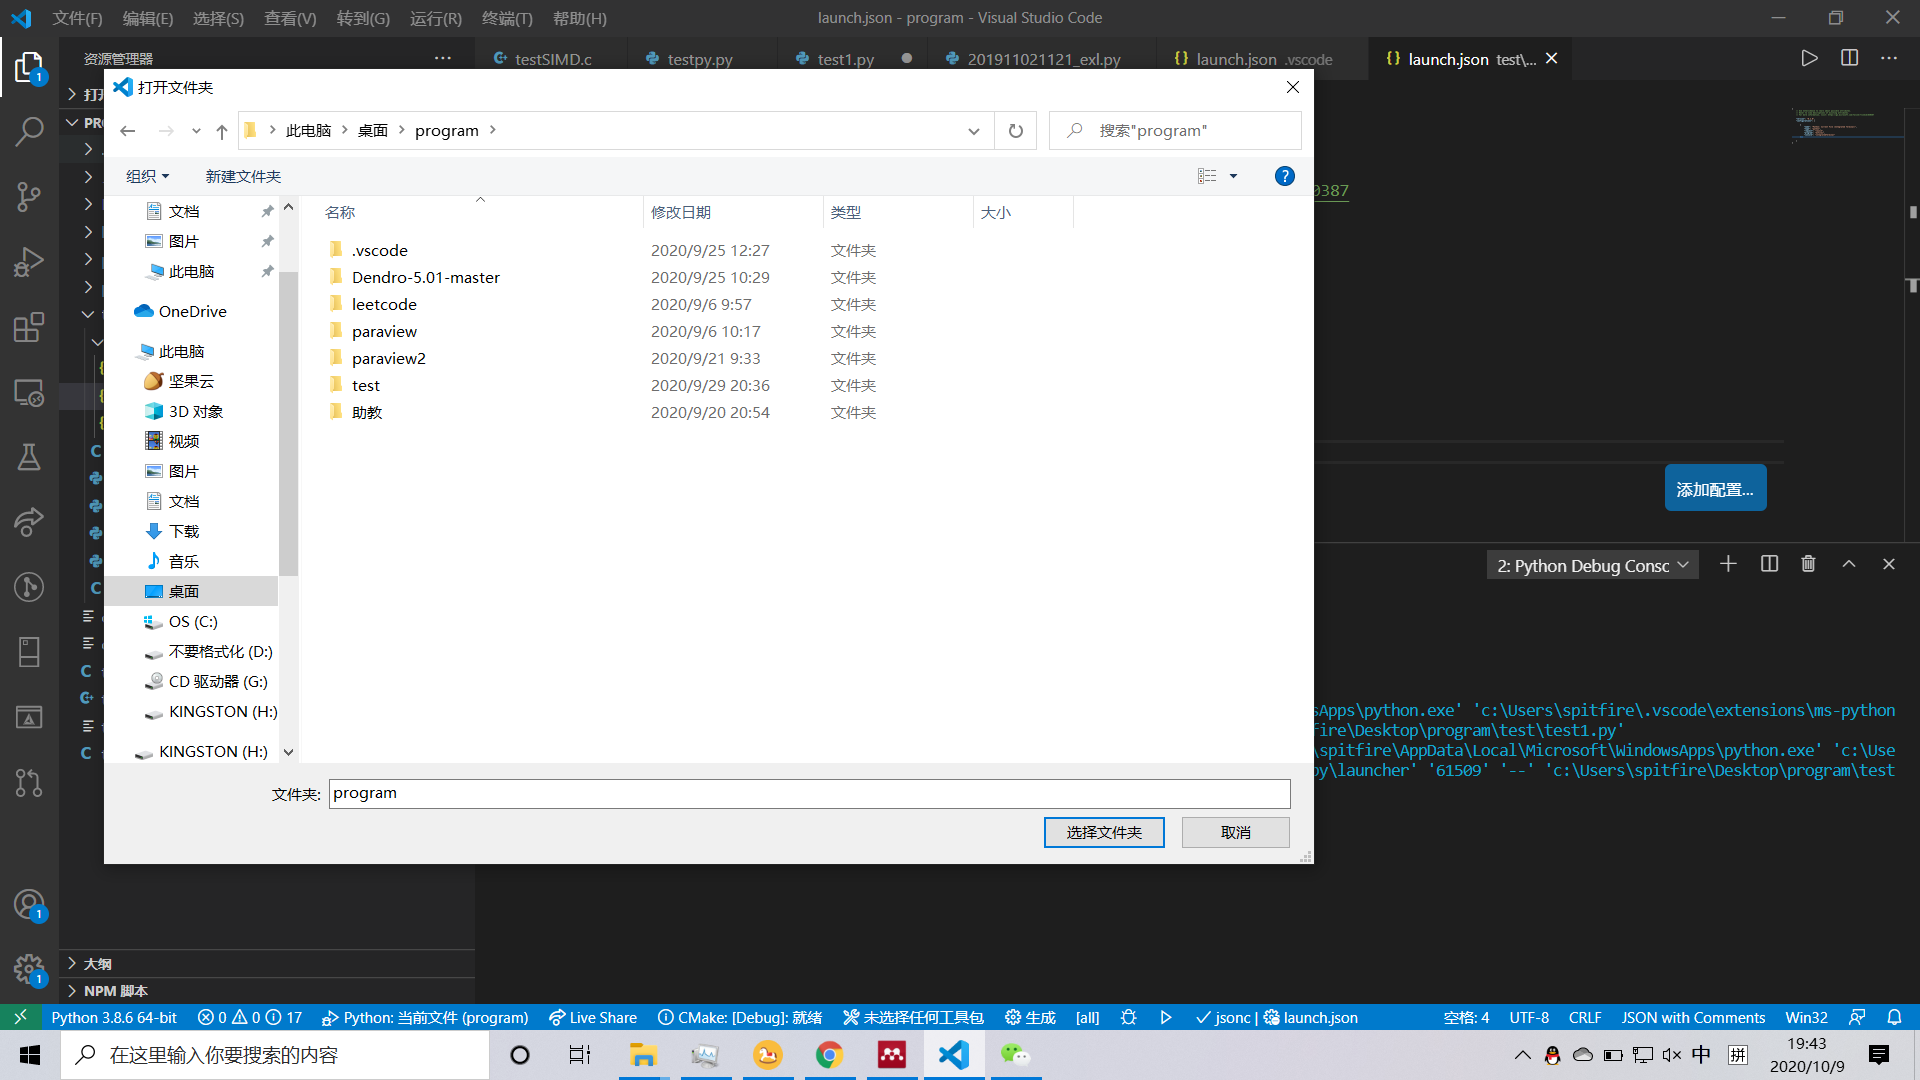 文件(F) 编辑(E) 选择(S) 查看(V) 转到(G) 运行(R) 终端(T) 帮助(H)
launch.json - program - Visual Studio Code
资源管理器
testSIMD.c
testpy.py
test1.py
201911021121_exl.py
launch.json .vscode
launch.json test\...
打开文件夹
此电脑 > 桌面 > program >
搜索"program"
组织
新建文件夹
名称 修改日期 类型 大小
.vscode 2020/9/25 12:27 文件夹
Dendro-5.01-master 2020/9/25 10:29 文件夹
leetcode 2020/9/6 9:57 文件夹
paraview 2020/9/6 10:17 文件夹
paraview2 2020/9/21 9:33 文件夹
test 2020/9/29 20:36 文件夹
助教 2020/9/20 20:54 文件夹
文档
图片
此电脑
OneDrive
此电脑
坚果云
3D 对象
视频
图片
文档
下载
音乐
桌面
OS (C:)
不要格式化 (D:)
CD 驱动器 (G:)
KINGSTON (H:)
KINGSTON (H:)
文件夹: program
选择文件夹
取消
0387
添加配置...
2: Python Debug Consc
sApps\python.exe' 'c:\Users\spitfire\.vscode\extensions\ms-python
fire\Desktop\program\test\test1.py'
\spitfire\AppData\Local\Microsoft\WindowsApps\python.exe' 'c:\Use
py\launcher' '61509' '--' 'c:\Users\spitfire\Desktop\program\test
大纲
NPM 脚本
Python 3.8.6 64-bit 0 0 17 Python: 当前文件 (program) Live Share CMake: [Debug]: 就绪 未选择任何工具包 生成 [all] jsonc | launch.json 空格: 4 UTF-8 CRLF JSON with Comments Win32
在这里输入你要搜索的内容
中
拼
19:43
2020/10/9